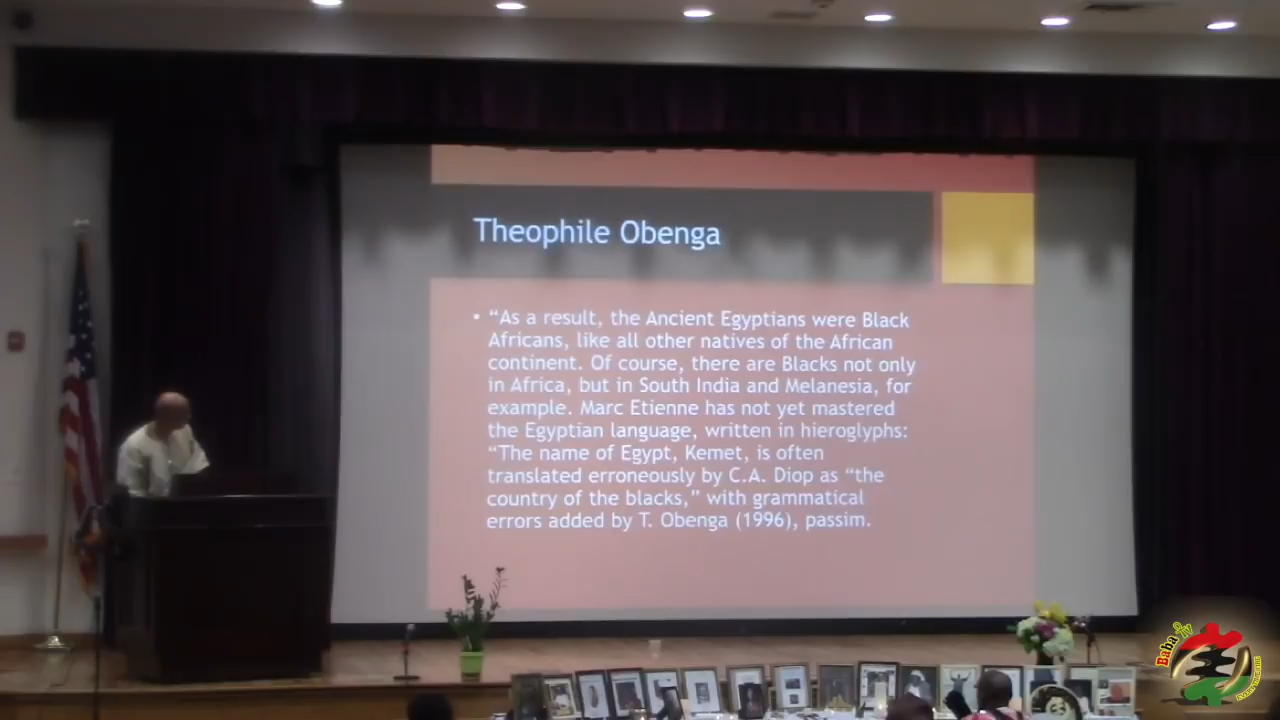 Theophile Obenga
• “As a result, the Ancient Egyptians were Black
Africans, like all other natives of the African
continent. Of course, there are Blacks not only
in Africa, but in South India and Melanesia, for
example. Marc Etienne has not yet mastered
the Egyptian language, written in hieroglyphs:
“The name of Egypt, Kemet, is often
translated erroneously by C.A. Diop as “the
country of the blacks,” with grammatical
errors added by T. Obenga (1996), passim.
Baba
TV